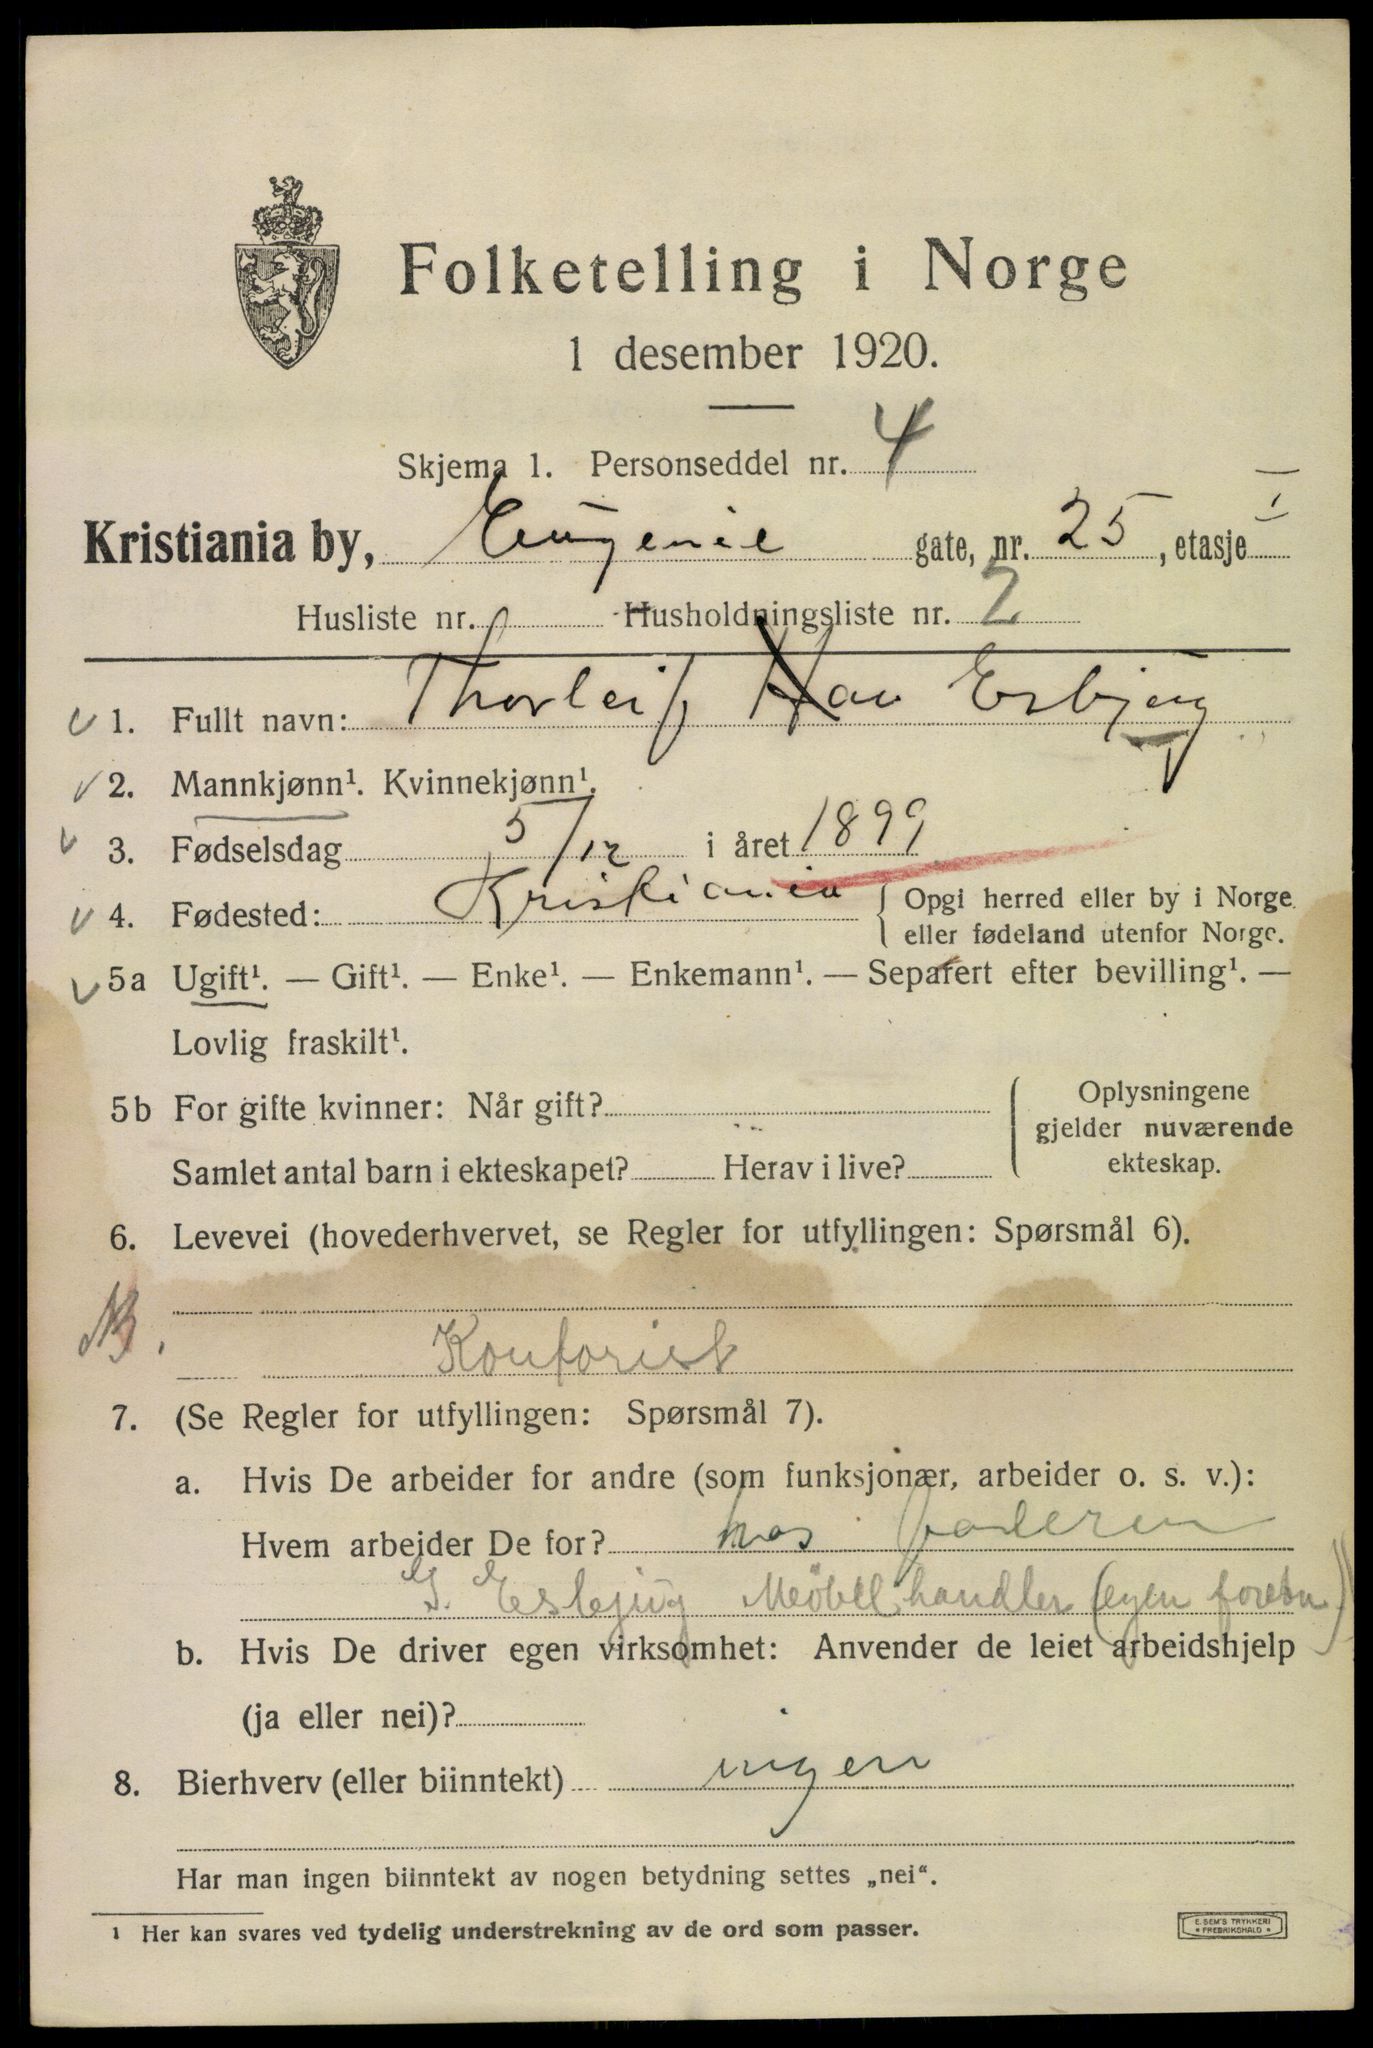 Folketelling i Norge
1 desember 1920.
Skjema 1. Personseddel nr. 4
Kristiania by, Eugenie gate, nr. 25, etasje I
Husliste nr. Husholdningsliste nr. 2
1. Fullt navn: Thorleif Esbjug
2. Mannkjønn¹. Kvinnekjønn¹.
3. Fødselsdag 5/12 i året 1899
4. Fødested: Kristiania { Opgi herred eller by i Norge
eller fødeland utenfor Norge.
5a Ugift¹. — Gift¹. — Enke¹. — Enkemann¹. — Separert efter bevilling¹. —
Lovlig fraskilt¹.
5b For gifte kvinner: Når gift? Oplysningene
gjelder nuværende
Samlet antal barn i ekteskapet? Herav i live? ekteskap.
6. Levevei (hovederhvervet, se Regler for utfyllingen: Spørsmål 6).
Kontorist
7. (Se Regler for utfyllingen: Spørsmål 7).
a. Hvis De arbeider for andre (som funksjonær, arbeider o. s. v.):
Hvem arbeider De for? hos faderen
G. Esbjug Møbelhandler (egen forretn.)
b. Hvis De driver egen virksomhet: Anvender de leiet arbeidshjelp
(ja eller nei)?
8. Bierhverv (eller biinntekt) ingen
Har man ingen biinntekt av nogen betydning settes „nei“.
¹ Her kan svares ved tydelig understrekning av de ord som passer.
E. SEM'S TRYKKERI
* FREDRIKSHALD *